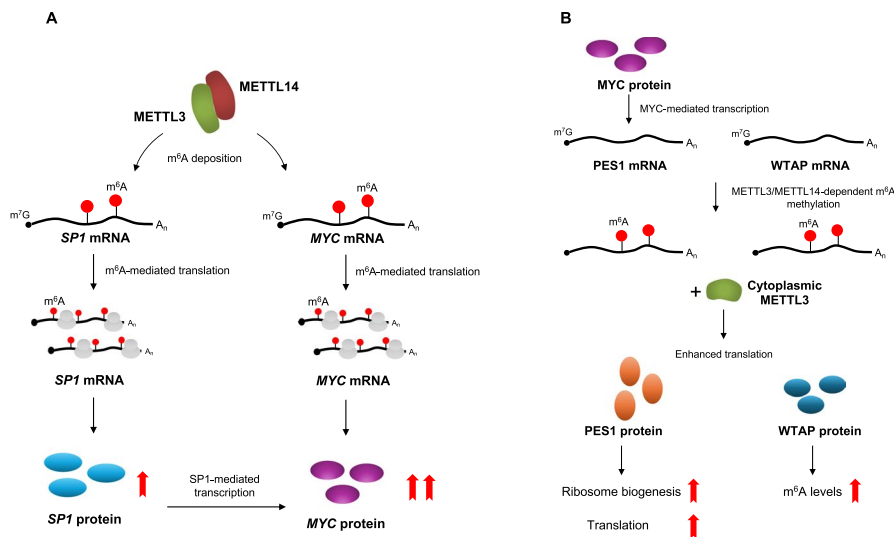 A
METTL14
METTL3
m⁶A deposition
m⁶A
m⁷G
Aₙ
SP1 mRNA
m⁶A
m⁷G
Aₙ
MYC mRNA
m⁶A-mediated translation
m⁶A-mediated translation
m⁶A
Aₙ
Aₙ
SP1 mRNA
m⁶A
Aₙ
Aₙ
MYC mRNA
SP1-mediated
transcription
SP1 protein
MYC protein
B
MYC protein
MYC-mediated transcription
m⁷G
Aₙ
PES1 mRNA
m⁷G
Aₙ
WTAP mRNA
METTL3/METTL14-dependent m⁶A
methylation
m⁶A
Aₙ
m⁶A
Aₙ
+
Cytoplasmic
METTL3
Enhanced translation
PES1 protein
WTAP protein
Ribosome biogenesis
m⁶A levels
Translation